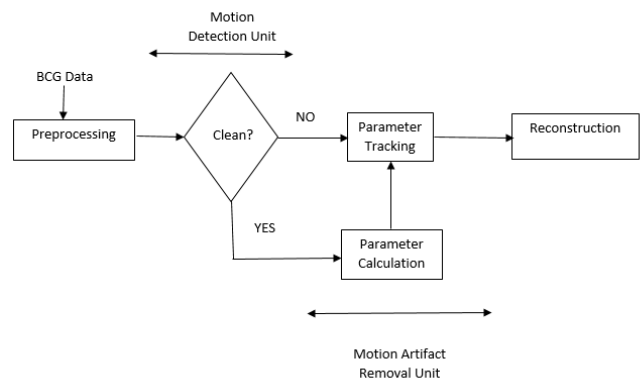 Motion
Detection Unit
BCG Data
Preprocessing
Clean?
NO
Parameter
Tracking
Reconstruction
YES
Parameter
Calculation
Motion Artifact
Removal Unit